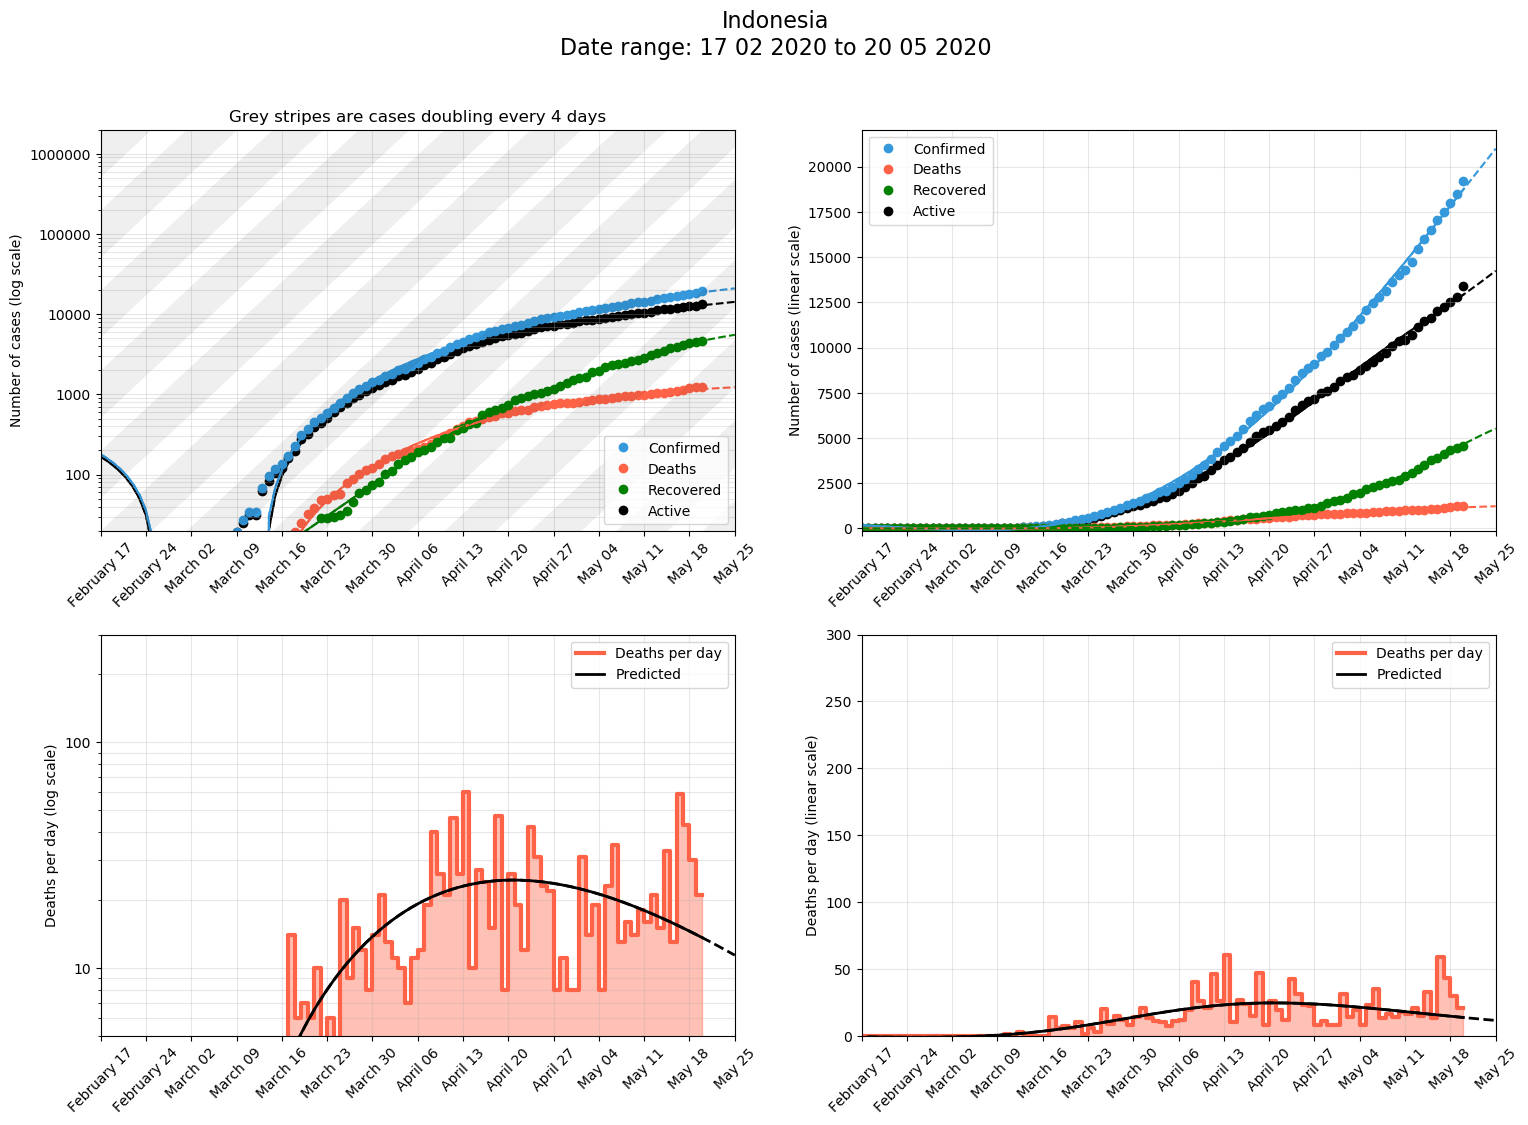 Indonesia
Date range: 17 02 2020 to 20 05 2020
Grey stripes are cases doubling every 4 days
Number of cases (log scale)
1000000
100000
10000
1000
100
Confirmed
Deaths
Recovered
Active
February 17
February 24
March 02
March 09
March 16
March 23
March 30
April 06
April 13
April 20
April 27
May 04
May 11
May 18
May 25
Number of cases (linear scale)
20000
17500
15000
12500
10000
7500
5000
2500
0
Confirmed
Deaths
Recovered
Active
February 17
February 24
March 02
March 09
March 16
March 23
March 30
April 06
April 13
April 20
April 27
May 04
May 11
May 18
May 25
Deaths per day (log scale)
100
10
Deaths per day
Predicted
February 17
February 24
March 02
March 09
March 16
March 23
March 30
April 06
April 13
April 20
April 27
May 04
May 11
May 18
May 25
Deaths per day (linear scale)
300
250
200
150
100
50
0
Deaths per day
Predicted
February 17
February 24
March 02
March 09
March 16
March 23
March 30
April 06
April 13
April 20
April 27
May 04
May 11
May 18
May 25